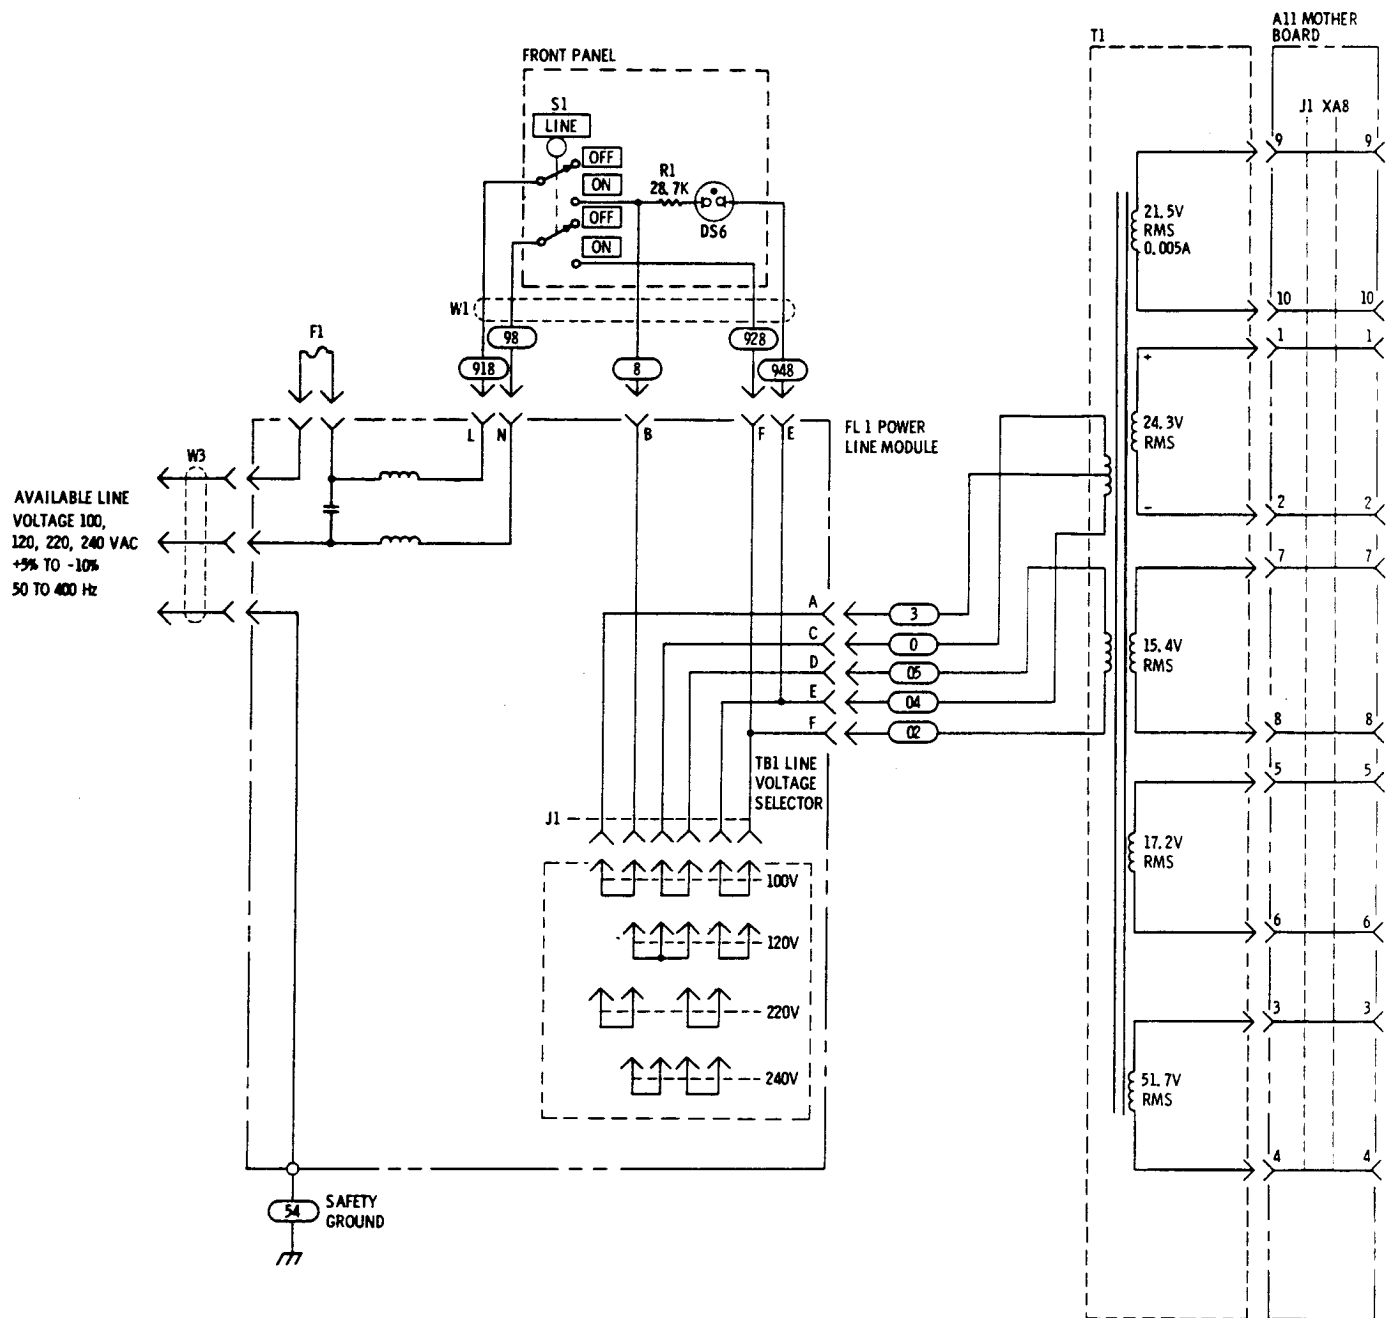 A11 MOTHER
BOARD
T1
FRONT PANEL
J1 XA8
S1
LINE
OFF
ON
OFF
ON
R1
28.7K
DS6
9
9
21.5V
RMS
0.005A
10
10
W1
98
928
918
8
948
F1
1
1
+
24.3V
RMS
-
2
2
L
N
B
F
E
FL 1 POWER
LINE MODULE
W3
AVAILABLE LINE
VOLTAGE 100,
120, 220, 240 VAC
+5% TO -10%
50 TO 400 Hz
7
7
15.4V
RMS
8
8
A
3
C
0
D
05
E
04
F
02
TB1 LINE
VOLTAGE
SELECTOR
J1
100V
120V
220V
240V
5
5
17.2V
RMS
6
6
3
3
51.7V
RMS
4
4
54
SAFETY
GROUND